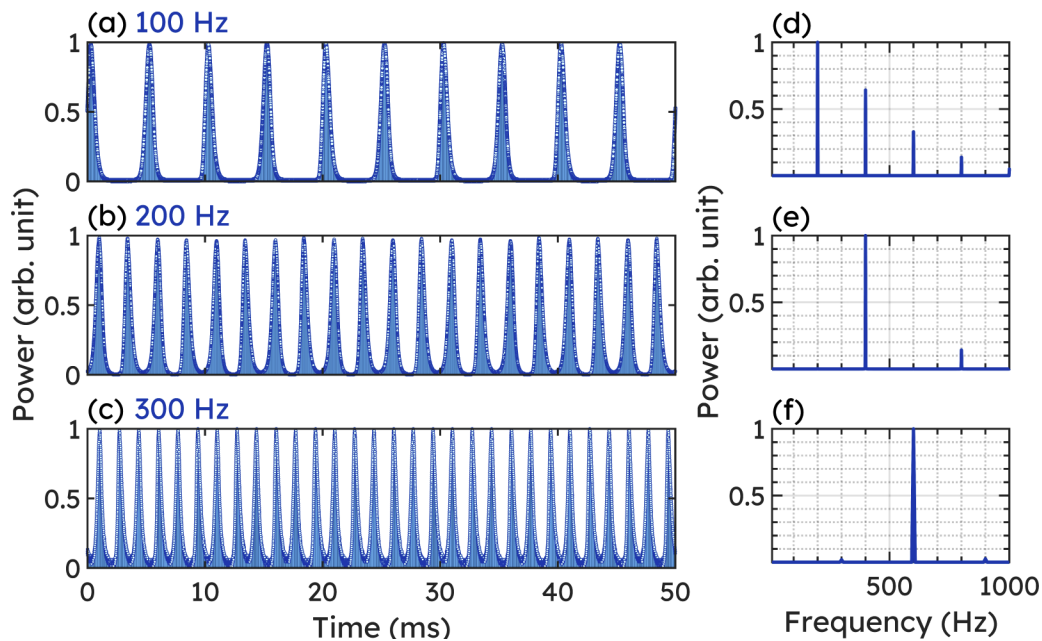 (a) 100 Hz
(d)
1
0.5
0
1
0.5
(b) 200 Hz
(e)
1
0.5
0
1
0.5
(c) 300 Hz
(f)
1
0.5
0
1
0.5
0 10 20 30 40 50
500 1000
Power (arb. unit)
Power (arb. unit)
Time (ms)
Frequency (Hz)